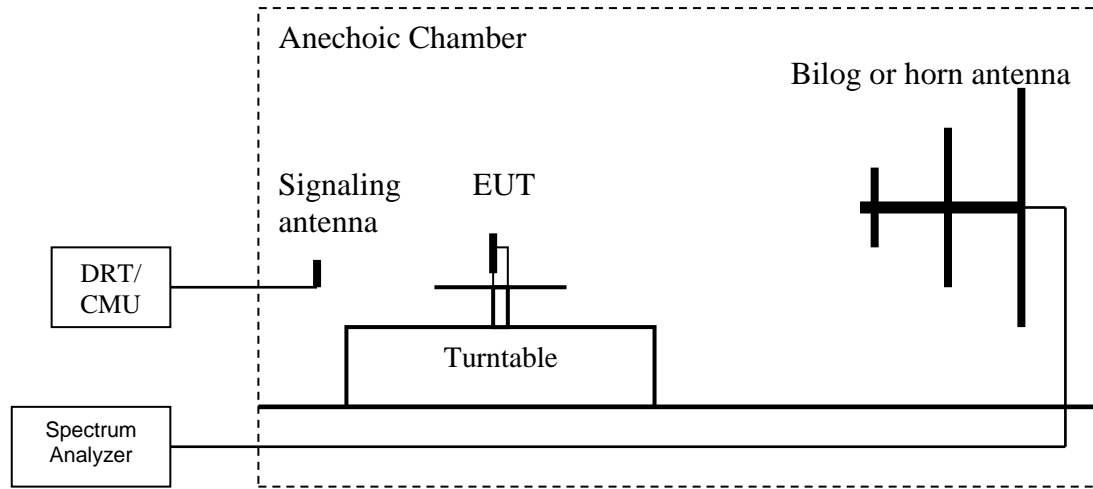 Anechoic Chamber
Bilog or horn antenna
Signaling
antenna
EUT
DRT/
CMU
Turntable
Spectrum
Analyzer